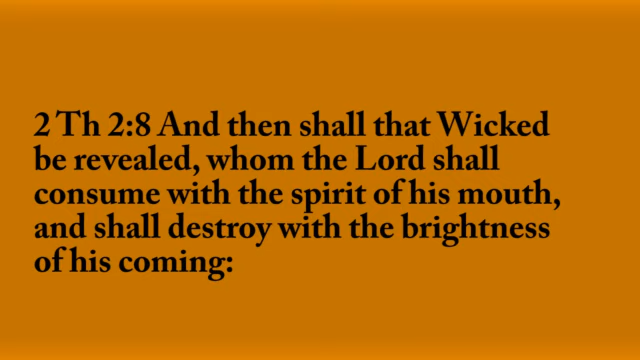 2 Th 2:8 And then shall that Wicked
be revealed, whom the Lord shall
consume with the spirit of his mouth,
and shall destroy with the brightness
of his coming: